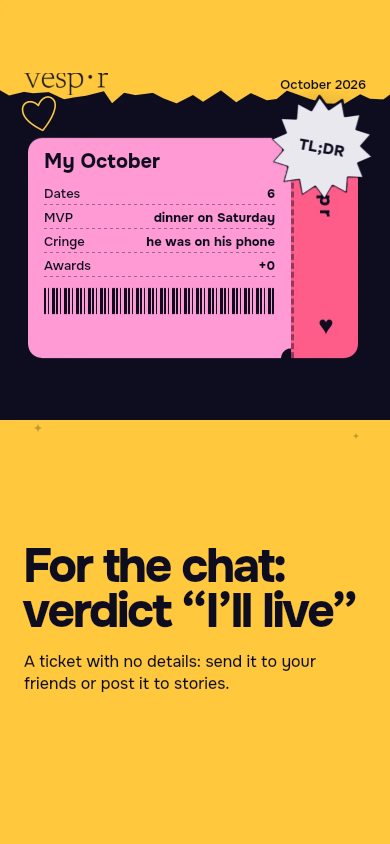 vesp·r
October 2026
TL;DR
My October
Dates 6
MVP dinner on Saturday
Cringe he was on his phone
Awards +0
For the chat:
verdict “I’ll live”
A ticket with no details: send it to your
friends or post it to stories.